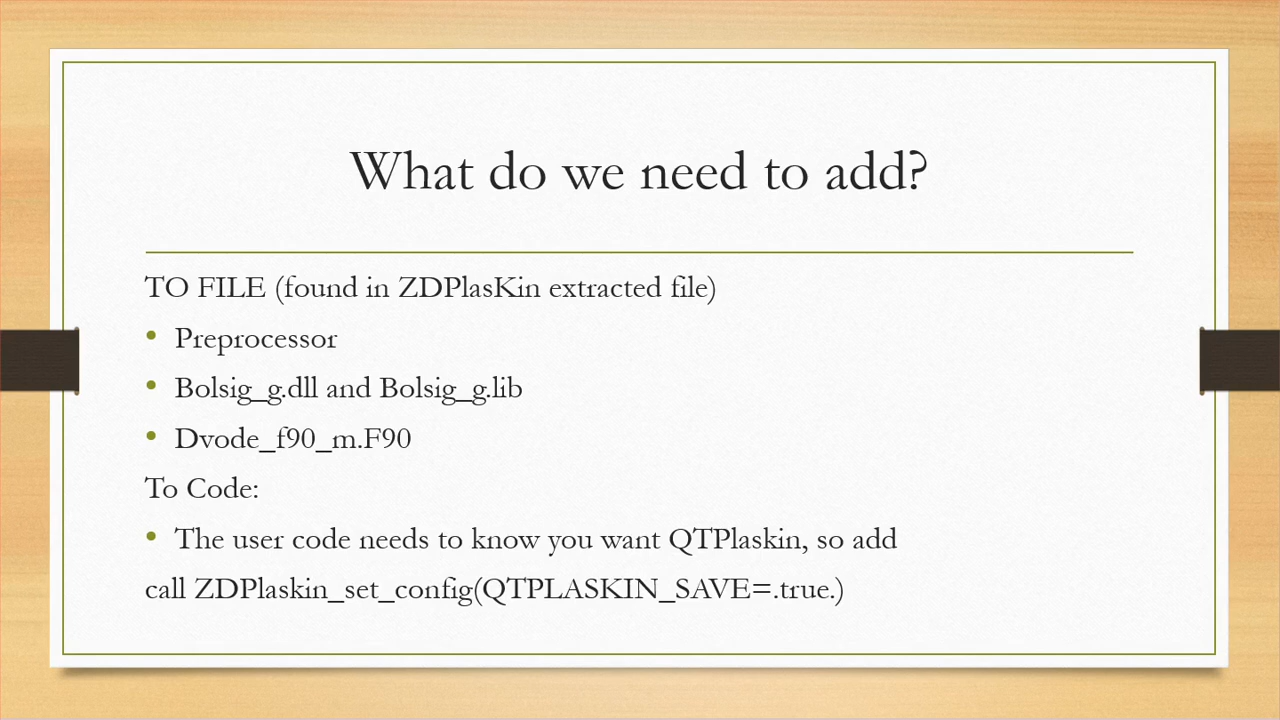 What do we need to add?
TO FILE (found in ZDPlasKin extracted file)
• Preprocessor
• Bolsig_g.dll and Bolsig_g.lib
• Dvode_f90_m.F90
To Code:
• The user code needs to know you want QTPlaskin, so add
call ZDPlaskin_set_config(QTPLASKIN_SAVE=.true.)